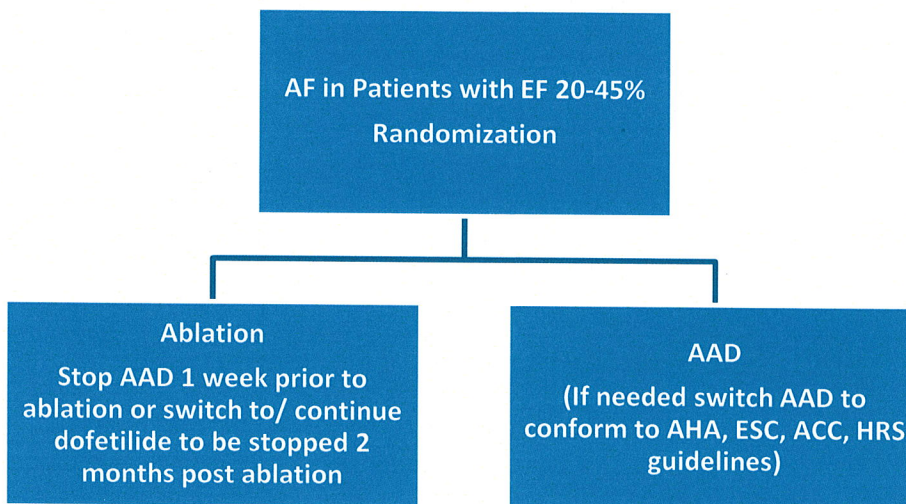 AF in Patients with EF 20-45%
Randomization
Ablation
Stop AAD 1 week prior to
ablation or switch to/ continue
dofetilide to be stopped 2
months post ablation
AAD
(If needed switch AAD to
conform to AHA, ESC, ACC, HRS
guidelines)